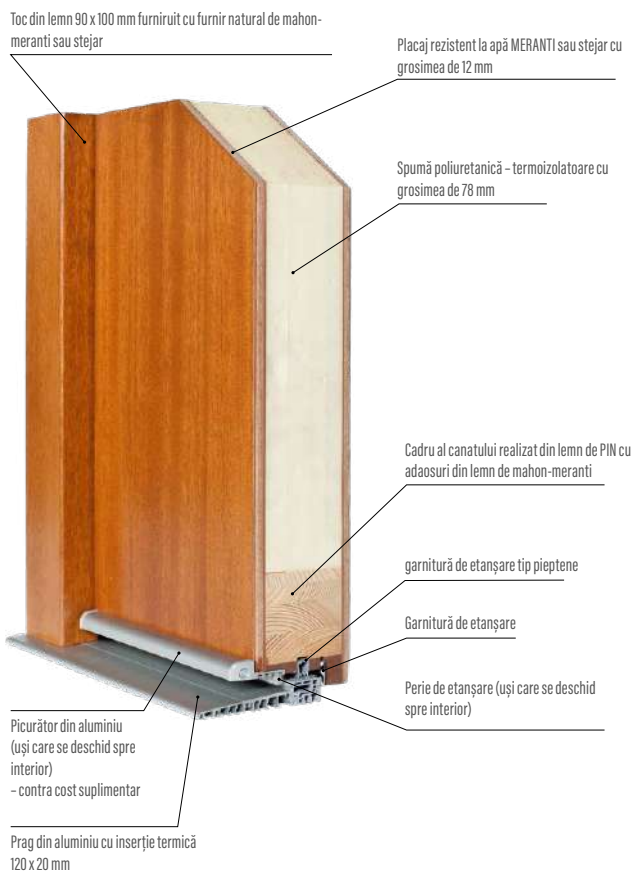 Toc din lemn 90 x 100 mm furniruit cu furnir natural de mahon-
meranti sau stejar
Placaj rezistent la apă MERANTI sau stejar cu
grosimea de 12 mm
Spumă poliuretanică – termoizolatoare cu
grosimea de 78 mm
Cadru al canatului realizat din lemn de PIN cu
adaosuri din lemn de mahon-meranti
garnitură de etanșare tip pieptene
Garnitură de etanșare
Perie de etanșare (uși care se deschid
spre interior)
Picurător din aluminiu
(uși care se deschid spre
interior)
– contra cost suplimentar
Prag din aluminiu cu inserție termică
120 x 20 mm